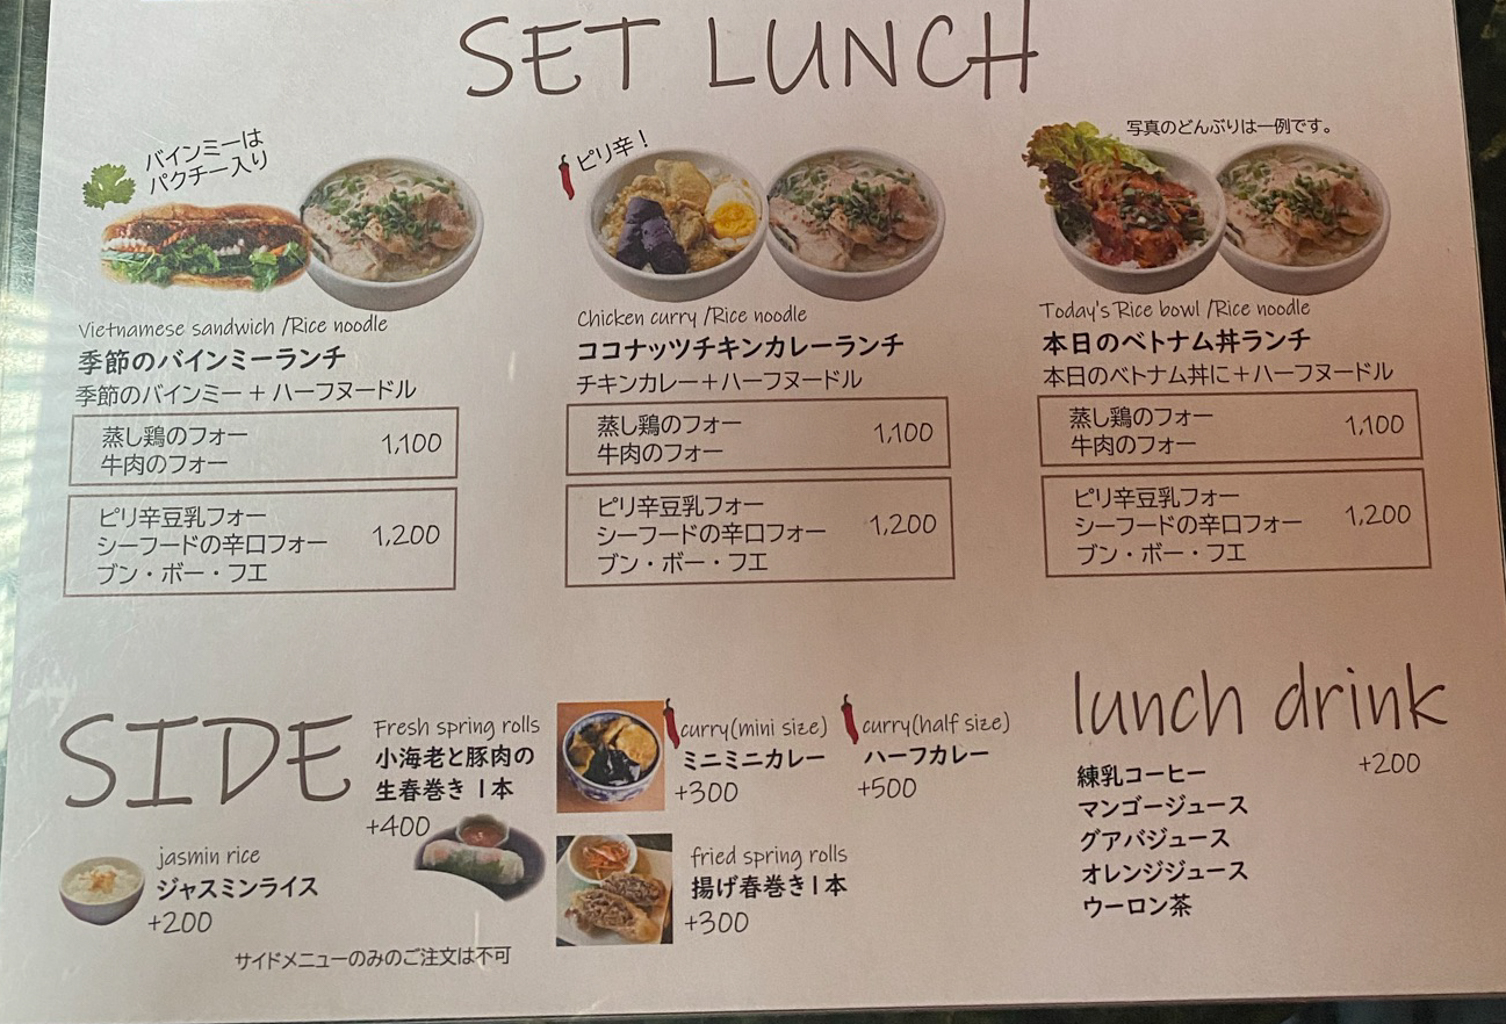 SET LUNCH
バインミーは
パクチー入り
Vietnamese sandwich /Rice noodle
季節のバインミーランチ
季節のバインミー + ハーフヌードル
蒸し鶏のフォー
牛肉のフォー
1,100
ピリ辛豆乳フォー
シーフードの辛口フォー
ブン・ボー・フエ
1,200
ピリ辛!
Chicken curry /Rice noodle
ココナッツチキンカレーランチ
チキンカレー+ハーフヌードル
蒸し鶏のフォー
牛肉のフォー
1,100
ピリ辛豆乳フォー
シーフードの辛口フォー
ブン・ボー・フエ
1,200
写真のどんぶりは一例です。
Today's Rice bowl /Rice noodle
本日のベトナム丼ランチ
本日のベトナム丼に+ハーフヌードル
蒸し鶏のフォー
牛肉のフォー
1,100
ピリ辛豆乳フォー
シーフードの辛口フォー
ブン・ボー・フエ
1,200
SIDE
Fresh spring rolls
小海老と豚肉の
生春巻き 1本
+400
curry(mini size)
ミニミニカレー
+300
curry(half size)
ハーフカレー
+500
jasmin rice
ジャスミンライス
+200
fried spring rolls
揚げ春巻き1本
+300
サイドメニューのみのご注文は不可
lunch drink
+200
練乳コーヒー
マンゴージュース
グアバジュース
オレンジジュース
ウーロン茶